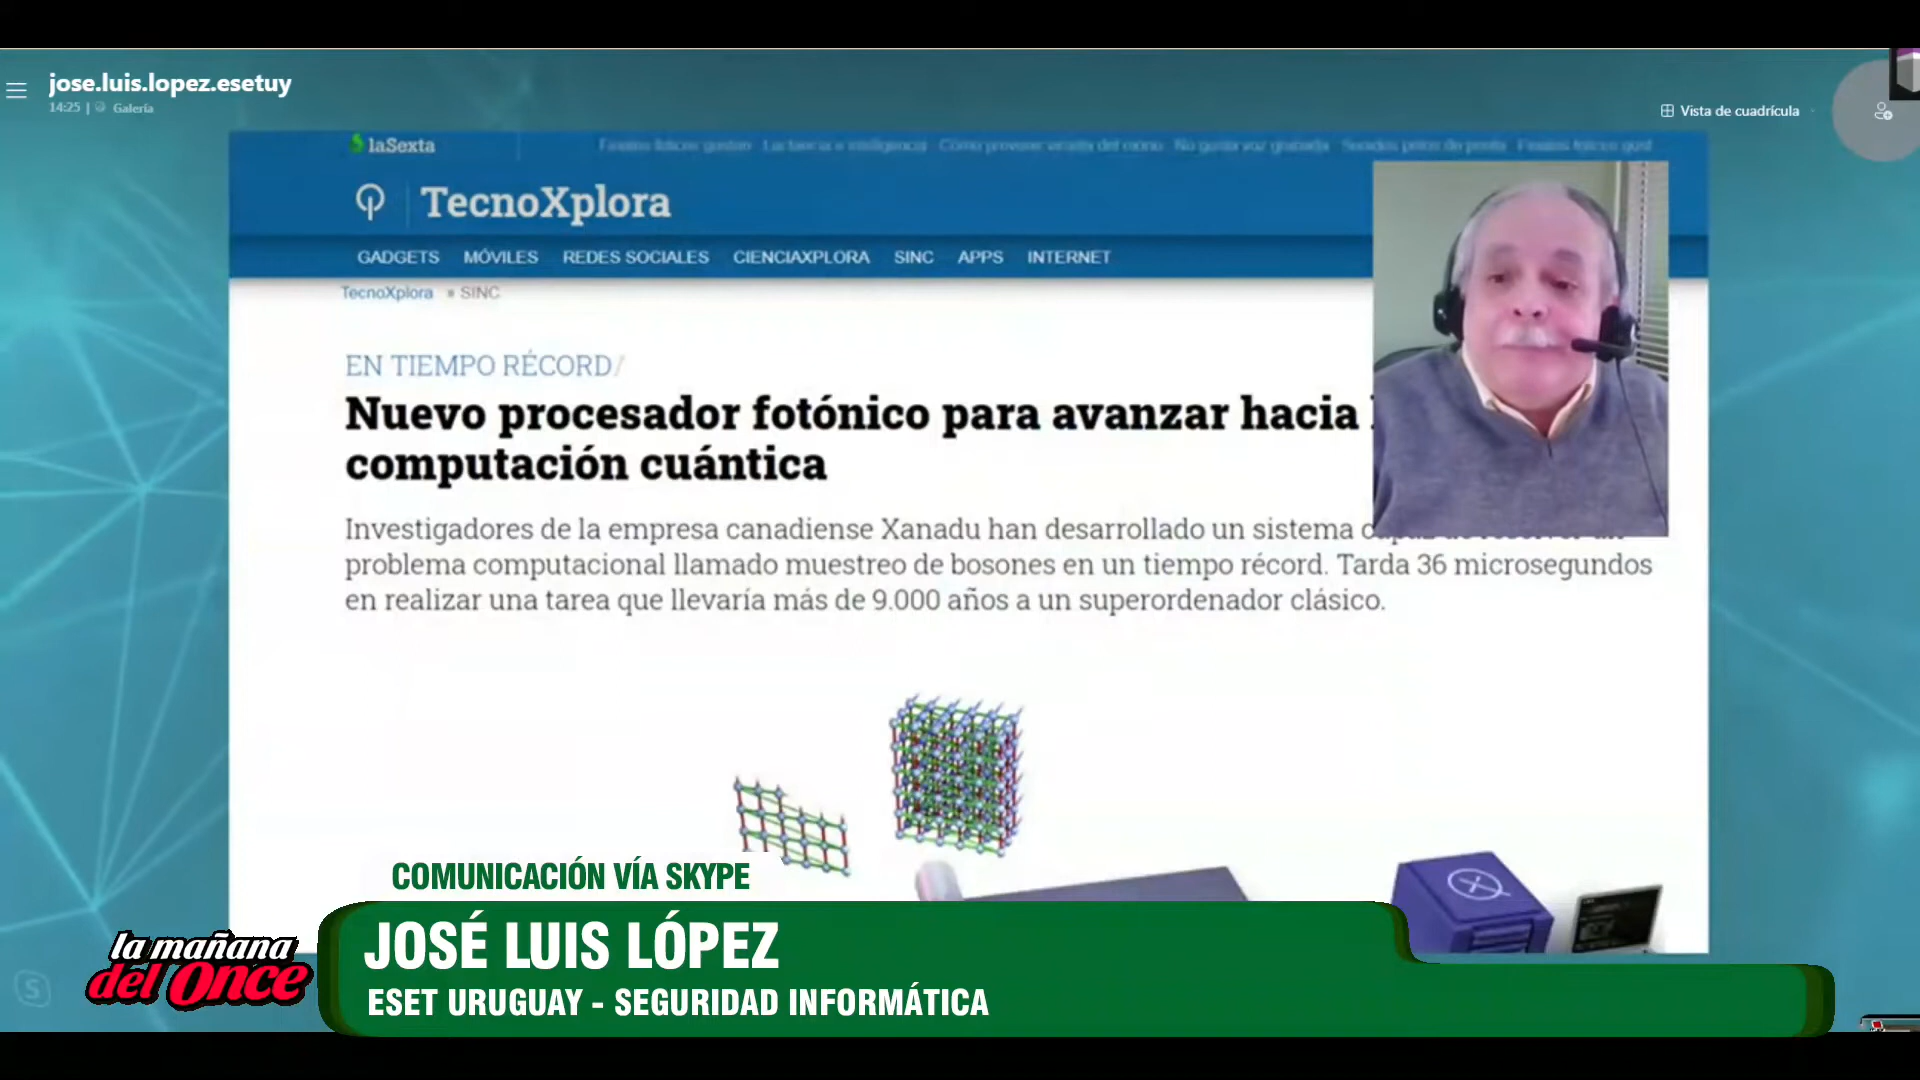 jose.luis.lopez.esetuy
14:25 | Galería
Vista de cuadrícula
laSexta
TecnoXplora
GADGETS MÓVILES REDES SOCIALES CIENCIAXPLORA SINC APPS INTERNET
TecnoXplora » SINC
EN TIEMPO RÉCORD/
Nuevo procesador fotónico para avanzar hacia
computación cuántica
Investigadores de la empresa canadiense Xanadu han desarrollado un sistema
problema computacional llamado muestreo de bosones en un tiempo récord. Tarda 36 microsegundos
en realizar una tarea que llevaría más de 9.000 años a un superordenador clásico.
COMUNICACIÓN VÍA SKYPE
JOSÉ LUIS LÓPEZ
ESET URUGUAY - SEGURIDAD INFORMÁTICA
la mañana
del Once